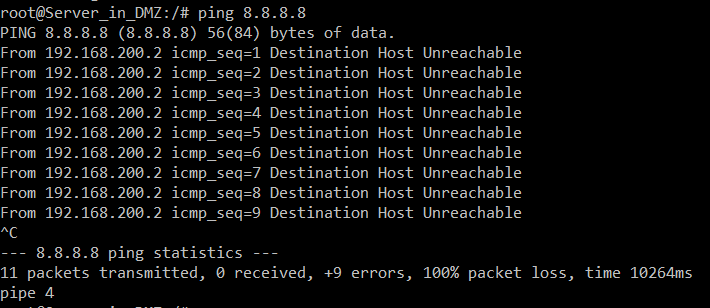 root@Server_in_DMZ:/# ping 8.8.8.8
PING 8.8.8.8 (8.8.8.8) 56(84) bytes of data.
From 192.168.200.2 icmp_seq=1 Destination Host Unreachable
From 192.168.200.2 icmp_seq=2 Destination Host Unreachable
From 192.168.200.2 icmp_seq=3 Destination Host Unreachable
From 192.168.200.2 icmp_seq=4 Destination Host Unreachable
From 192.168.200.2 icmp_seq=5 Destination Host Unreachable
From 192.168.200.2 icmp_seq=6 Destination Host Unreachable
From 192.168.200.2 icmp_seq=7 Destination Host Unreachable
From 192.168.200.2 icmp_seq=8 Destination Host Unreachable
From 192.168.200.2 icmp_seq=9 Destination Host Unreachable
^C
--- 8.8.8.8 ping statistics ---
11 packets transmitted, 0 received, +9 errors, 100% packet loss, time 10264ms
pipe 4